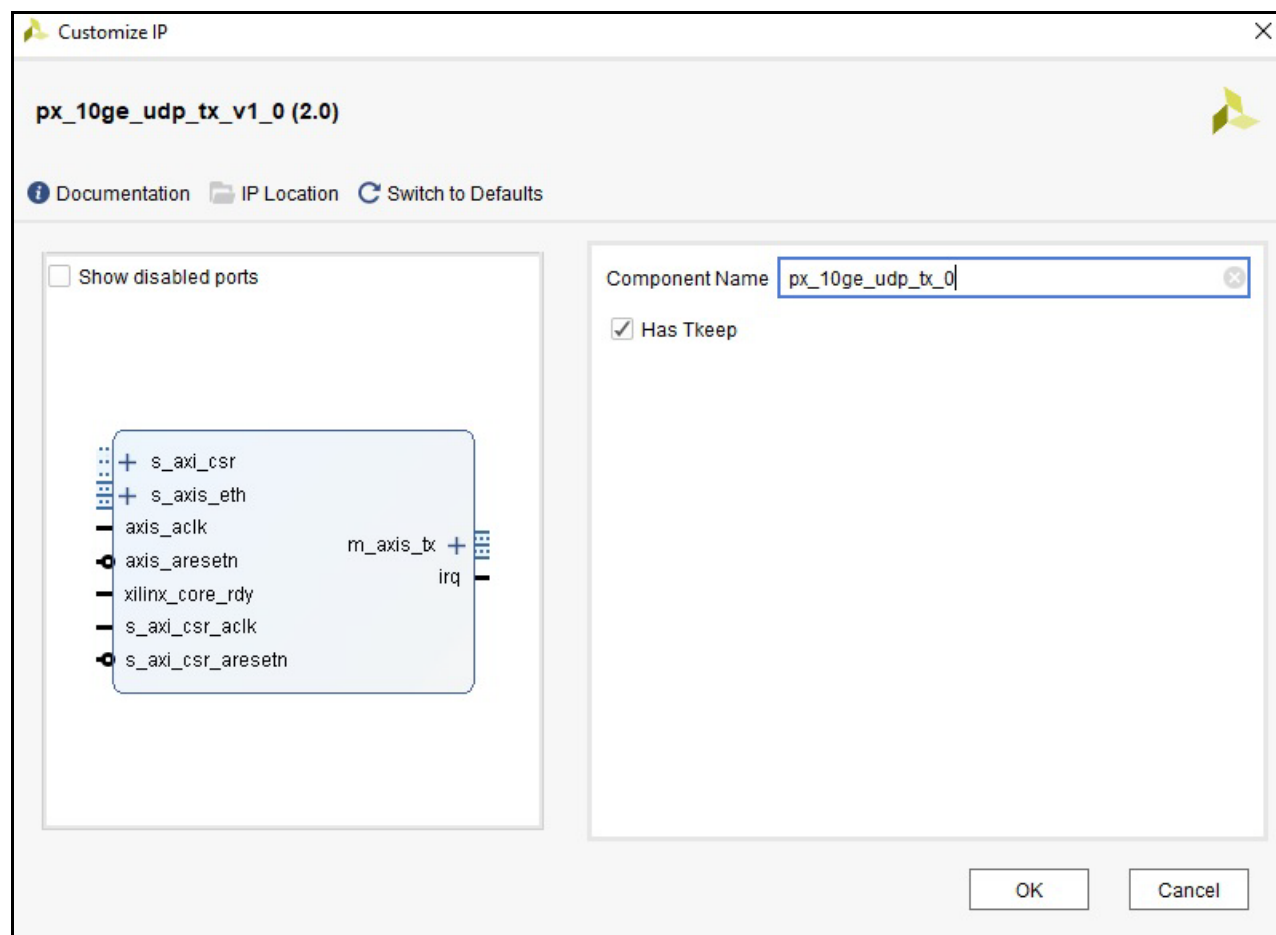 Customize IP
px_10ge_udp_tx_v1_0 (2.0)
Documentation IP Location Switch to Defaults
Show disabled ports
s_axi_csr
s_axis_eth
axis_aclk
axis_aresetn
xilinx_core_rdy
s_axi_csr_aclk
s_axi_csr_aresetn
m_axis_tx
irq
Component Name px_10ge_udp_tx_0
Has Tkeep
OK Cancel